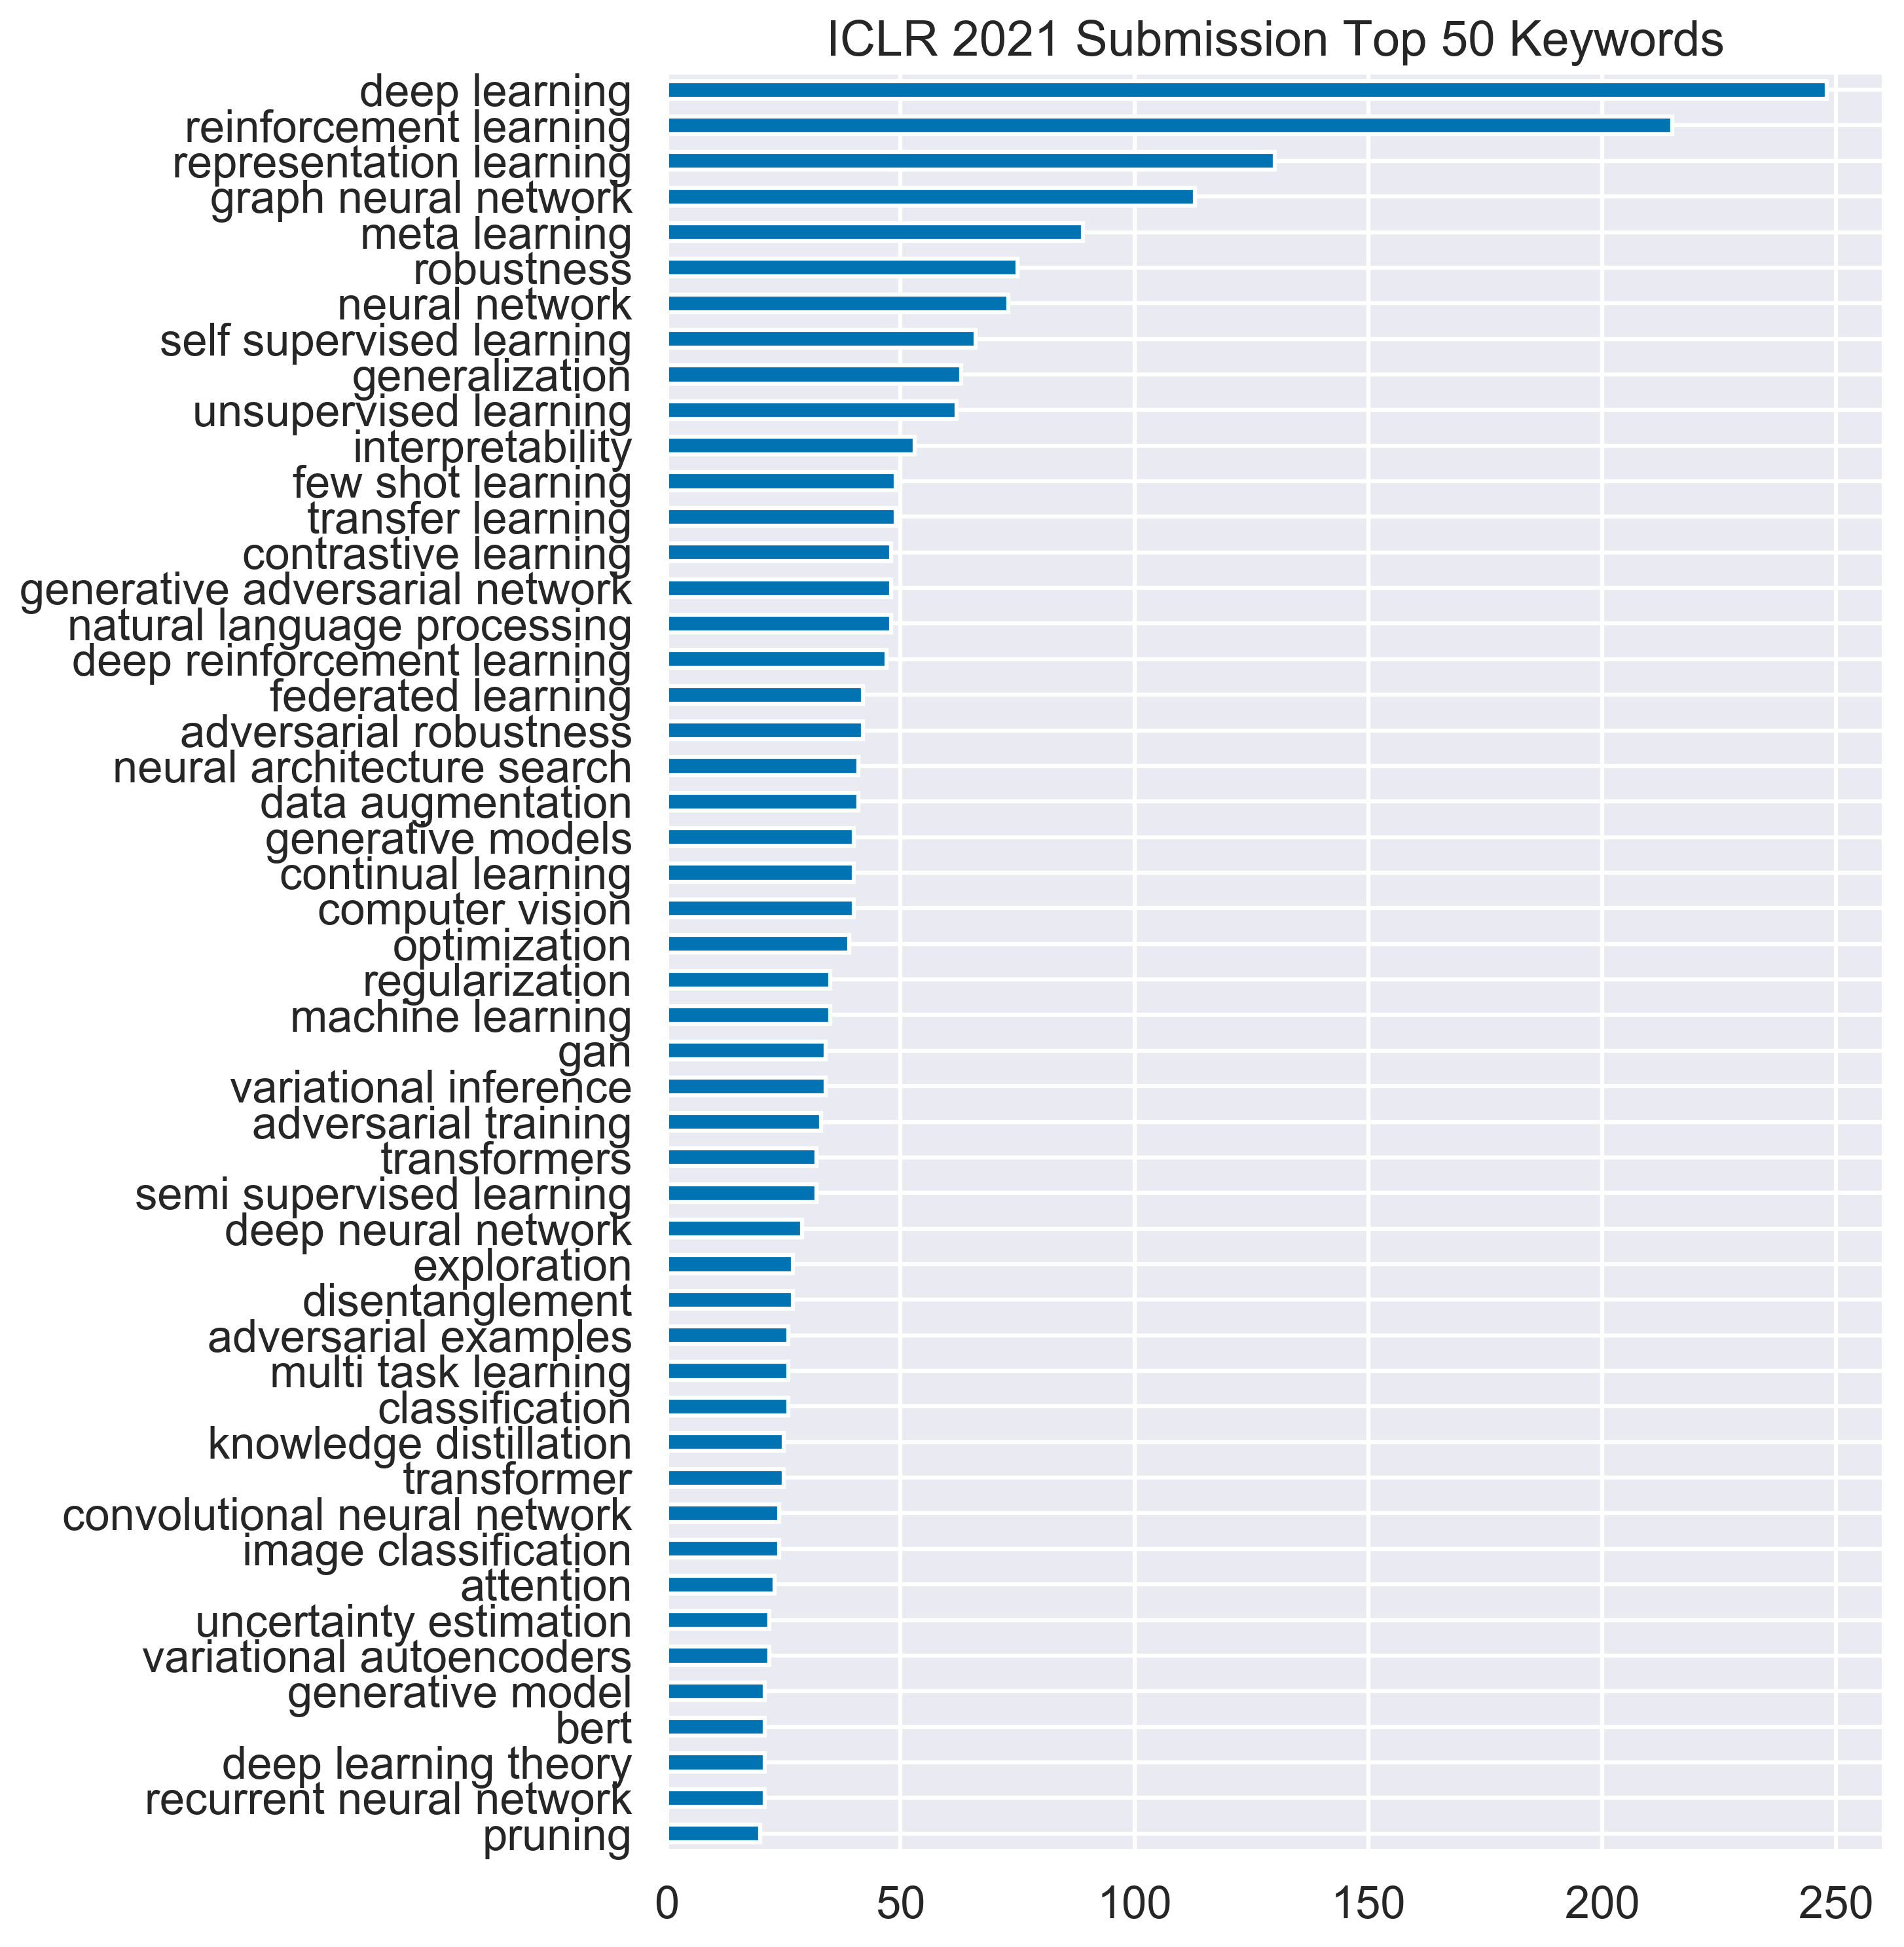 ICLR 2021 Submission Top 50 Keywords
deep learning
reinforcement learning
representation learning
graph neural network
meta learning
robustness
neural network
self supervised learning
generalization
unsupervised learning
interpretability
few shot learning
transfer learning
contrastive learning
generative adversarial network
natural language processing
deep reinforcement learning
federated learning
adversarial robustness
neural architecture search
data augmentation
generative models
continual learning
computer vision
optimization
regularization
machine learning
gan
variational inference
adversarial training
transformers
semi supervised learning
deep neural network
exploration
disentanglement
adversarial examples
multi task learning
classification
knowledge distillation
transformer
convolutional neural network
image classification
attention
uncertainty estimation
variational autoencoders
generative model
bert
deep learning theory
recurrent neural network
pruning
0 50 100 150 200 250